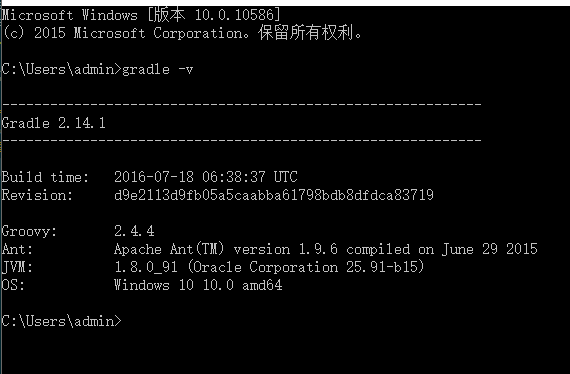 Microsoft Windows [版本 10.0.10586]
(c) 2015 Microsoft Corporation。保留所有权利。
C:\Users\admin>gradle -v
------------------------------------------------------------
Gradle 2.14.1
------------------------------------------------------------
Build time:   2016-07-18 06:38:37 UTC
Revision:     d9e2113d9fb05a5caabba61798bdb8dfdca83719
Groovy:       2.4.4
Ant:          Apache Ant(TM) version 1.9.6 compiled on June 29 2015
JVM:          1.8.0_91 (Oracle Corporation 25.91-b15)
OS:           Windows 10 10.0 amd64
C:\Users\admin>